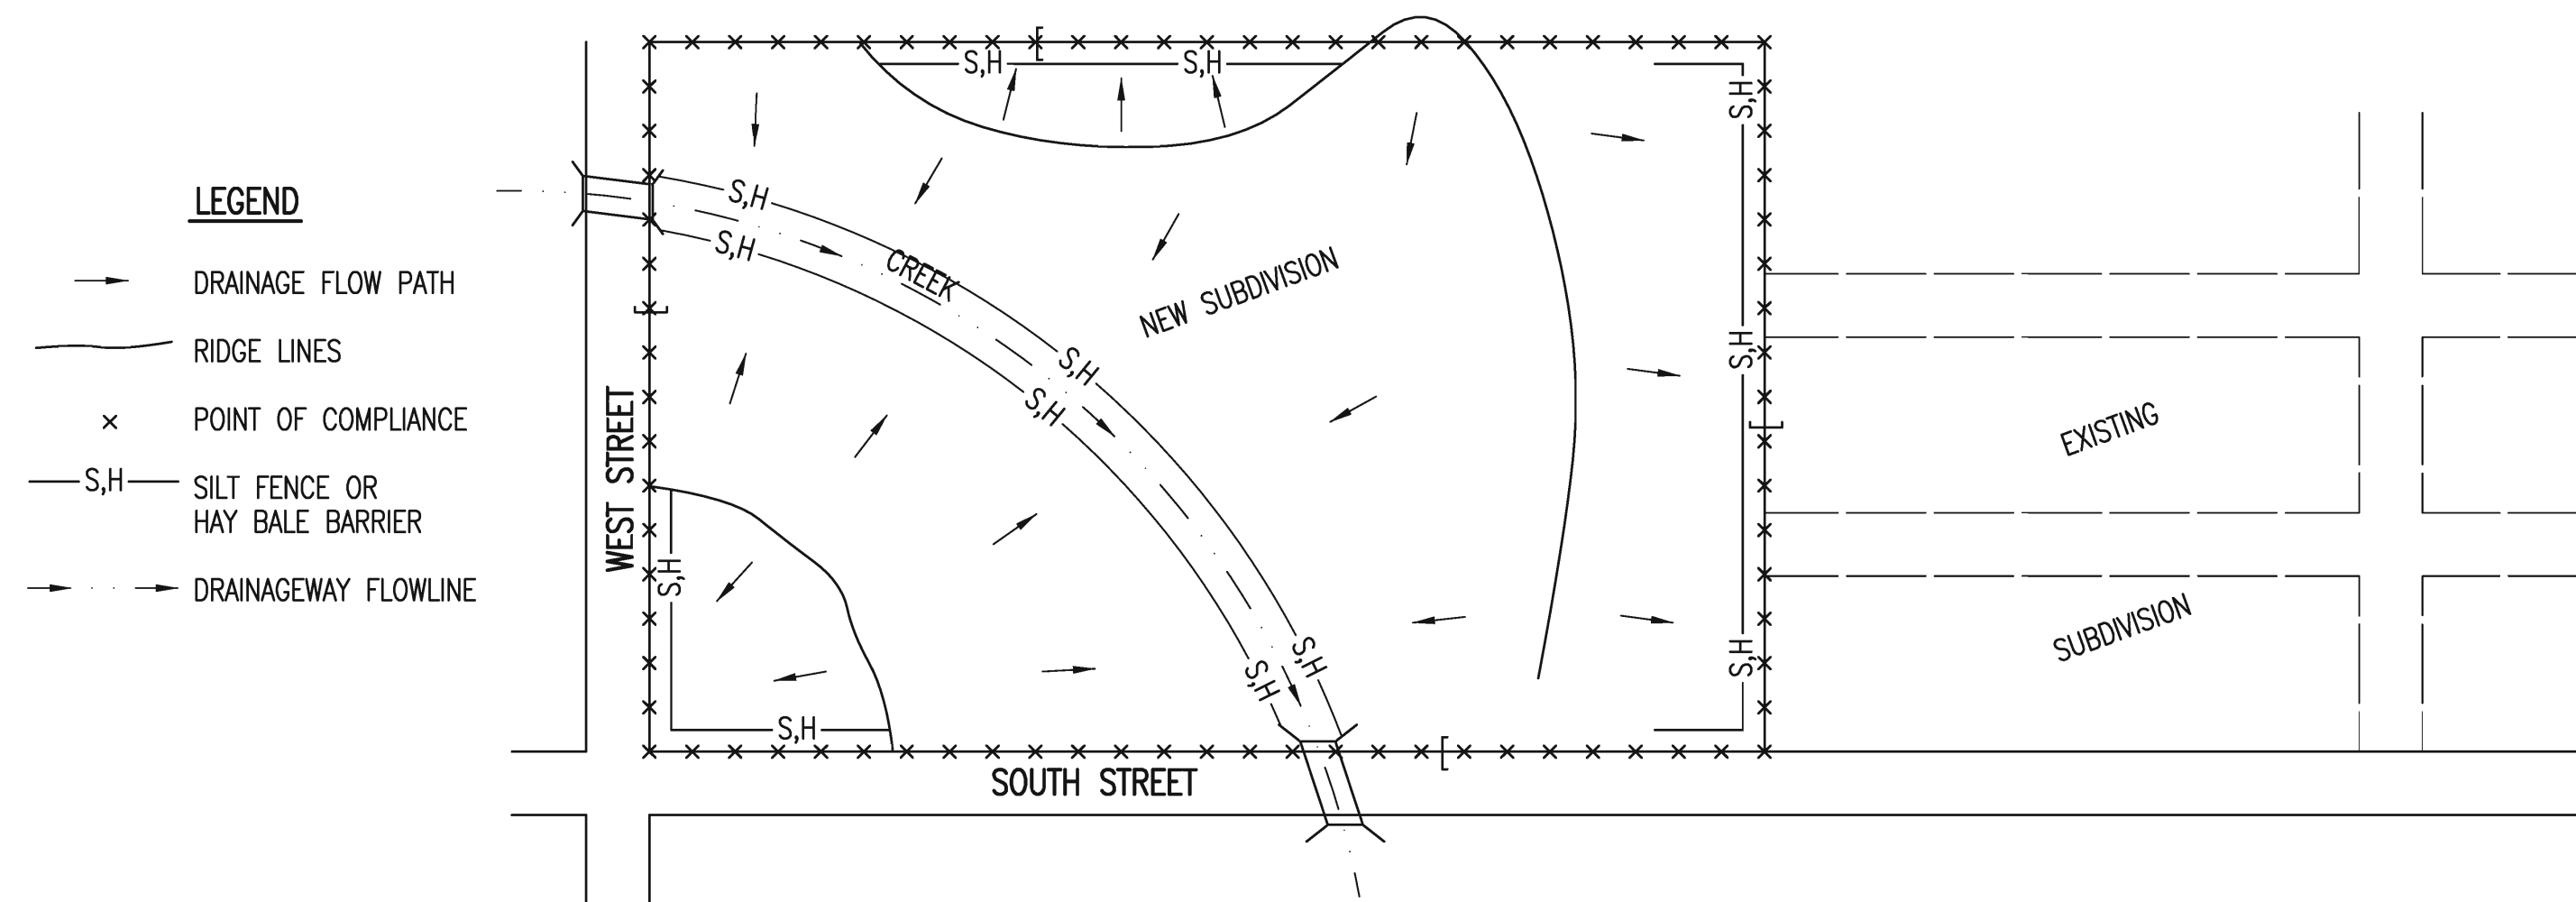 LEGEND
DRAINAGE FLOW PATH
RIDGE LINES
POINT OF COMPLIANCE
S,H
SILT FENCE OR
HAY BALE BARRIER
DRAINAGEWAY FLOWLINE
S,H
S,H
S,H
S,H
S,H
CREEK
NEW SUBDIVISION
S,H
S,H
S,H
WEST STREET
S,H
S,H
S,H
S,H
S,H
SOUTH STREET
EXISTING
SUBDIVISION